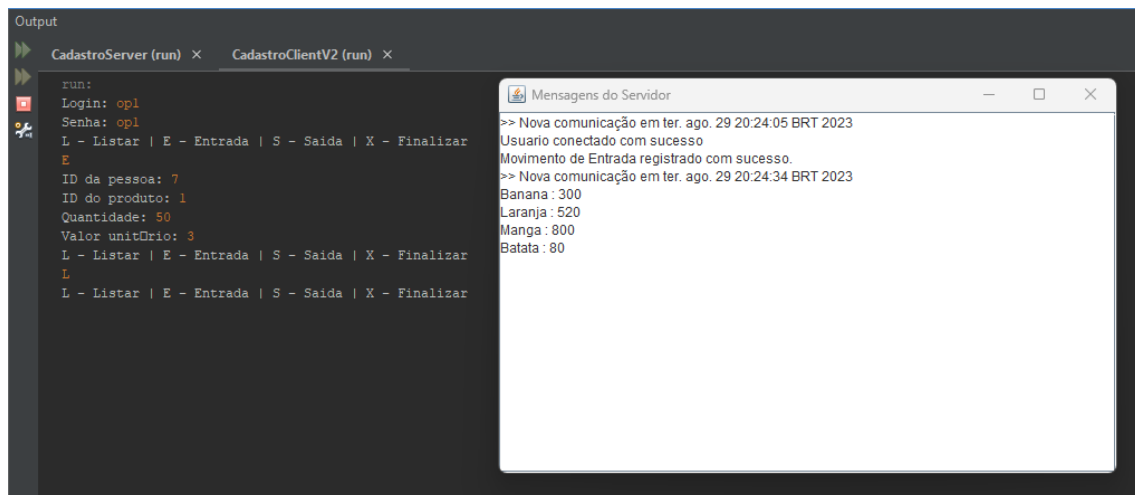 Output
CadastroServer (run) × CadastroClientV2 (run) ×
run:
Login: op1
Senha: op1
L - Listar | E - Entrada | S - Saida | X - Finalizar
E
ID da pessoa: 7
ID do produto: 1
Quantidade: 50
Valor unit□rio: 3
L - Listar | E - Entrada | S - Saida | X - Finalizar
L
L - Listar | E - Entrada | S - Saida | X - Finalizar
Mensagens do Servidor
>> Nova comunicação em ter. ago. 29 20:24:05 BRT 2023
Usuario conectado com sucesso
Movimento de Entrada registrado com sucesso.
>> Nova comunicação em ter. ago. 29 20:24:34 BRT 2023
Banana : 300
Laranja : 520
Manga : 800
Batata : 80